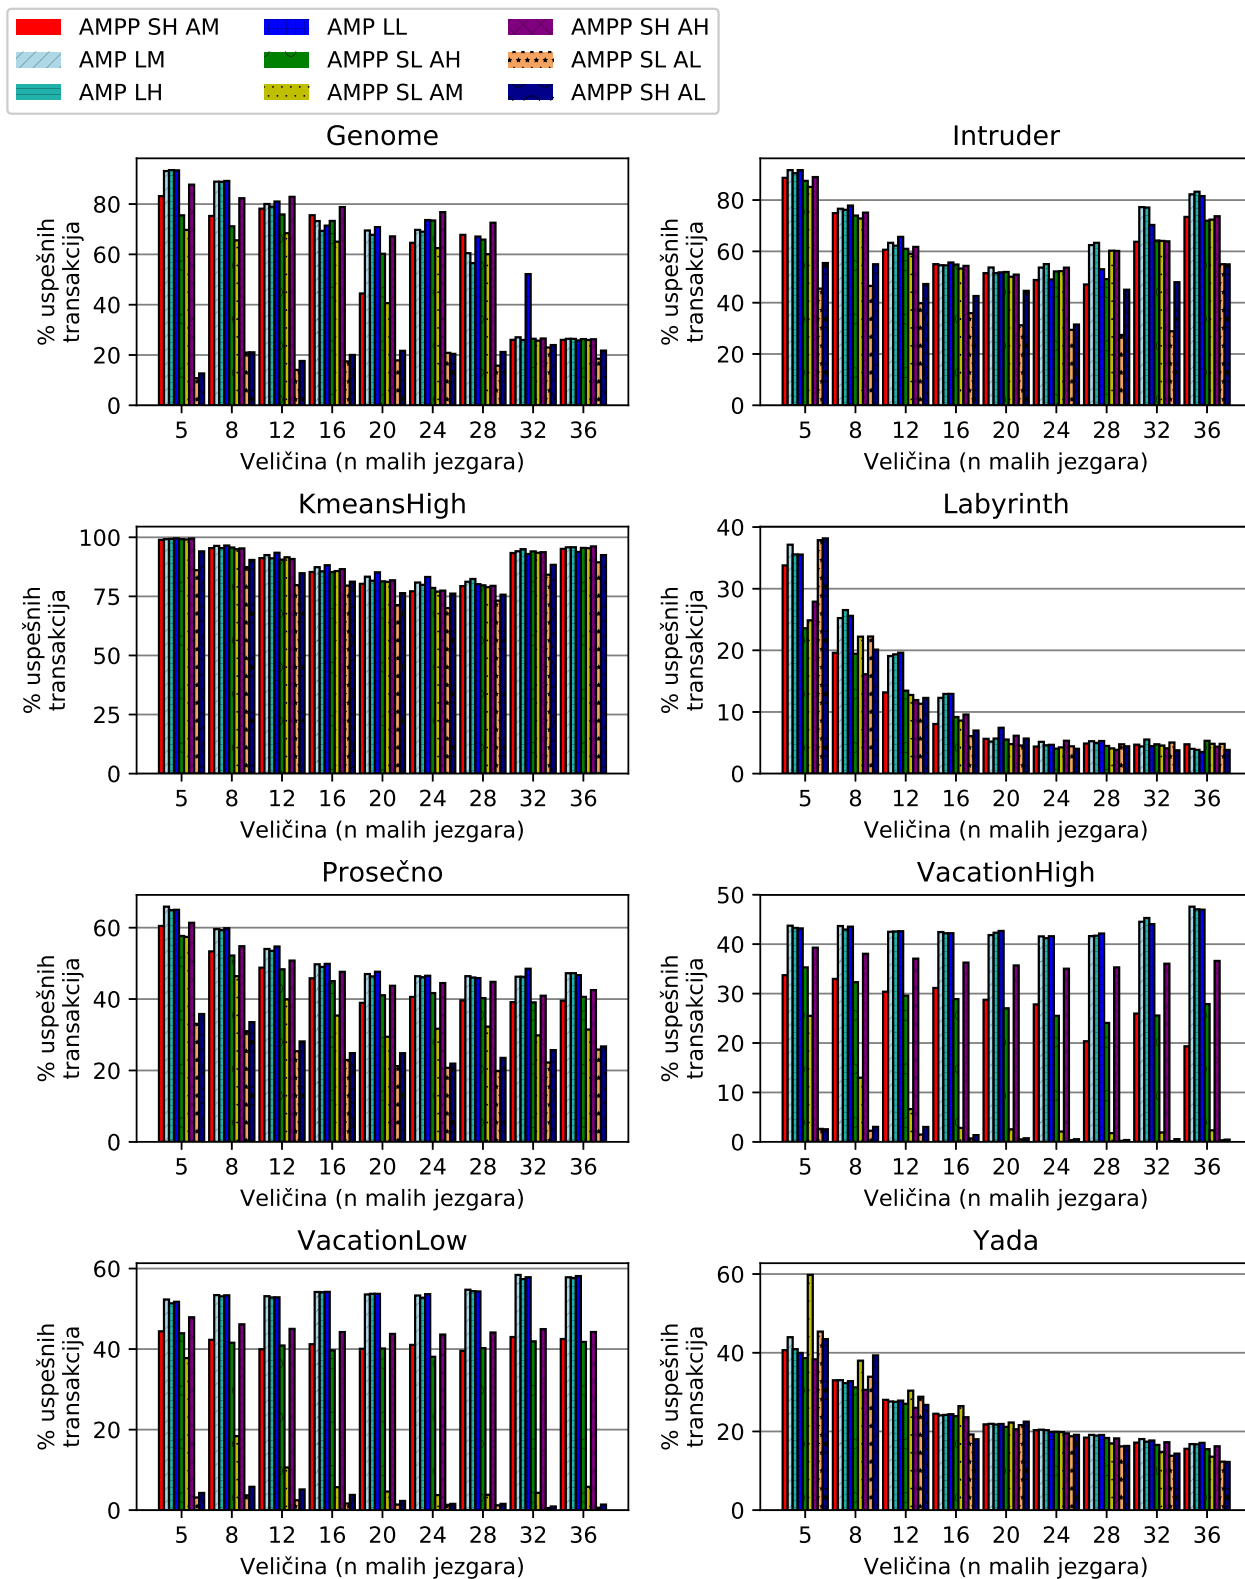 AMPP SH AM AMP LL AMPP SH AH
AMP LM AMPP SL AH AMPP SL AL
AMP LH AMPP SL AM AMPP SH AL
Genome
% uspešnih
transakcija
80
60
40
20
0
5 8 12 16 20 24 28 32 36
Veličina (n malih jezgara)
Intruder
% uspešnih
transakcija
80
60
40
20
0
5 8 12 16 20 24 28 32 36
Veličina (n malih jezgara)
KmeansHigh
% uspešnih
transakcija
100
75
50
25
0
5 8 12 16 20 24 28 32 36
Veličina (n malih jezgara)
Labyrinth
% uspešnih
transakcija
40
30
20
10
0
5 8 12 16 20 24 28 32 36
Veličina (n malih jezgara)
Prosečno
% uspešnih
transakcija
60
40
20
0
5 8 12 16 20 24 28 32 36
Veličina (n malih jezgara)
VacationHigh
% uspešnih
transakcija
50
40
30
20
10
0
5 8 12 16 20 24 28 32 36
Veličina (n malih jezgara)
VacationLow
% uspešnih
transakcija
60
40
20
0
5 8 12 16 20 24 28 32 36
Veličina (n malih jezgara)
Yada
% uspešnih
transakcija
60
40
20
0
5 8 12 16 20 24 28 32 36
Veličina (n malih jezgara)